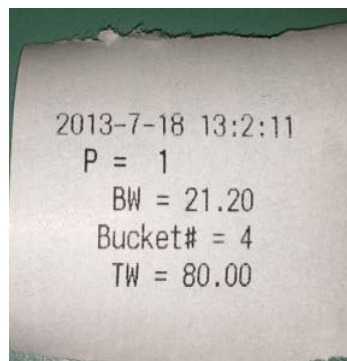 2013-7-18 13:2:11
P = 1
BW = 21.20
Bucket# = 4
TW = 80.00